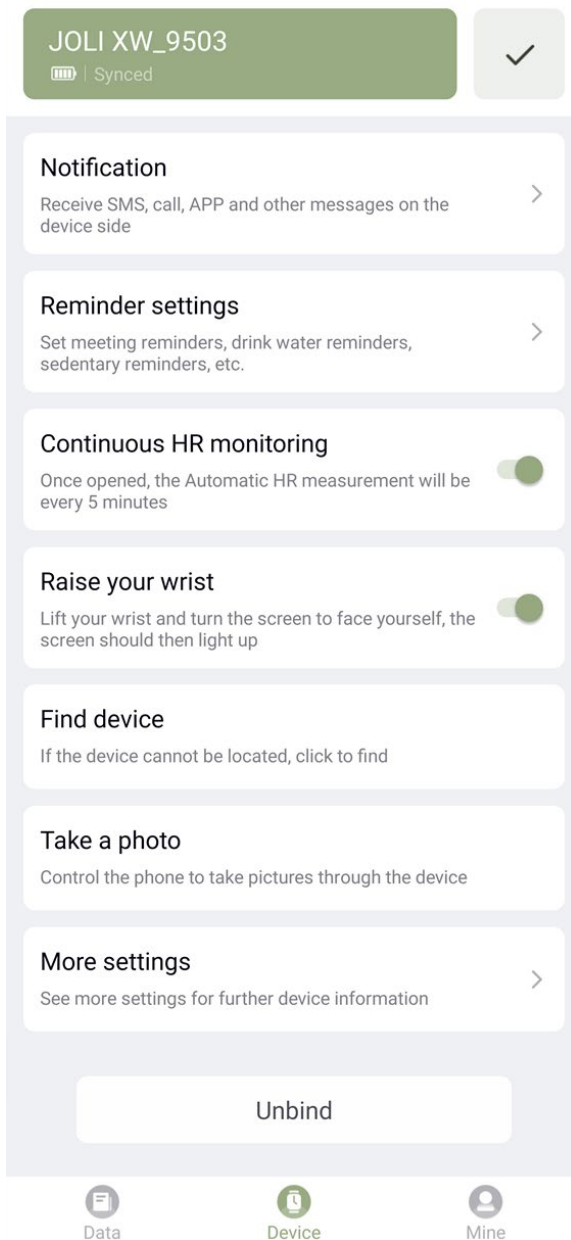 JOLI XW_9503
Synced
Notification
Receive SMS, call, APP and other messages on the
device side
Reminder settings
Set meeting reminders, drink water reminders,
sedentary reminders, etc.
Continuous HR monitoring
Once opened, the Automatic HR measurement will be
every 5 minutes
Raise your wrist
Lift your wrist and turn the screen to face yourself, the
screen should then light up
Find device
If the device cannot be located, click to find
Take a photo
Control the phone to take pictures through the device
More settings
See more settings for further device information
Unbind
Data
Device
Mine